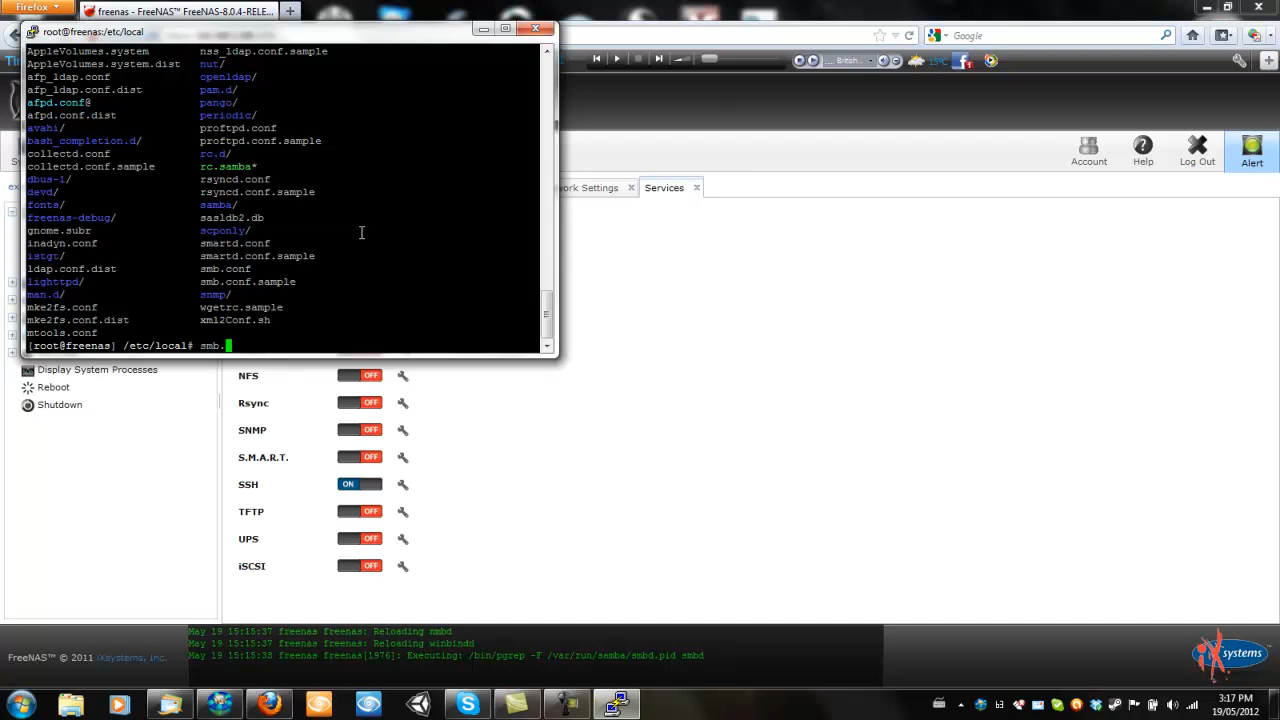 Firefox
freenas - FreeNAS-8.0.4-RELE...
Google
root@freenas:/etc/local
British...
15°C
AppleVolumes.system nss_ldap.conf.sample
AppleVolumes.system.dist nut/
afp_ldap.conf openldap/
afp_ldap.conf.dist pam.d/
afpd.conf@ pango/
afpd.conf.dist periodic/
avahi/ proftpd.conf
bash_completion.d/ proftpd.conf.sample
collectd.conf rc.d/
collectd.conf.sample rc.samba*
dbus-1/ rsyncd.conf
devd/ rsyncd.conf.sample
fonts/ samba/
freenas-debug/ sasldb2.db
gnome.subr scponly/
inadyn.conf smartd.conf
istgt/ smartd.conf.sample
ldap.conf.dist smb.conf
lighttpd/ smb.conf.sample
man.d/ snmp/
mke2fs.conf wgetrc.sample
mke2fs.conf.dist xml2Conf.sh
mtools.conf
[root@freenas] /etc/local# smb.
Account
Help
Log Out
Alert
work Settings
Services
Display System Processes
Reboot
Shutdown
NFS OFF
Rsync OFF
SNMP OFF
S.M.A.R.T. OFF
SSH ON
TFTP OFF
UPS OFF
iSCSI OFF
May 19 15:15:37 freenas freenas: Reloading nmbd
May 19 15:15:37 freenas freenas: Reloading winbindd
May 19 15:15:38 freenas freenas[1976]: Executing: /bin/pgrep -F /var/run/samba/smbd.pid smbd
FreeNAS © 2011 iXsystems, Inc.
systems
3:17 PM
19/05/2012